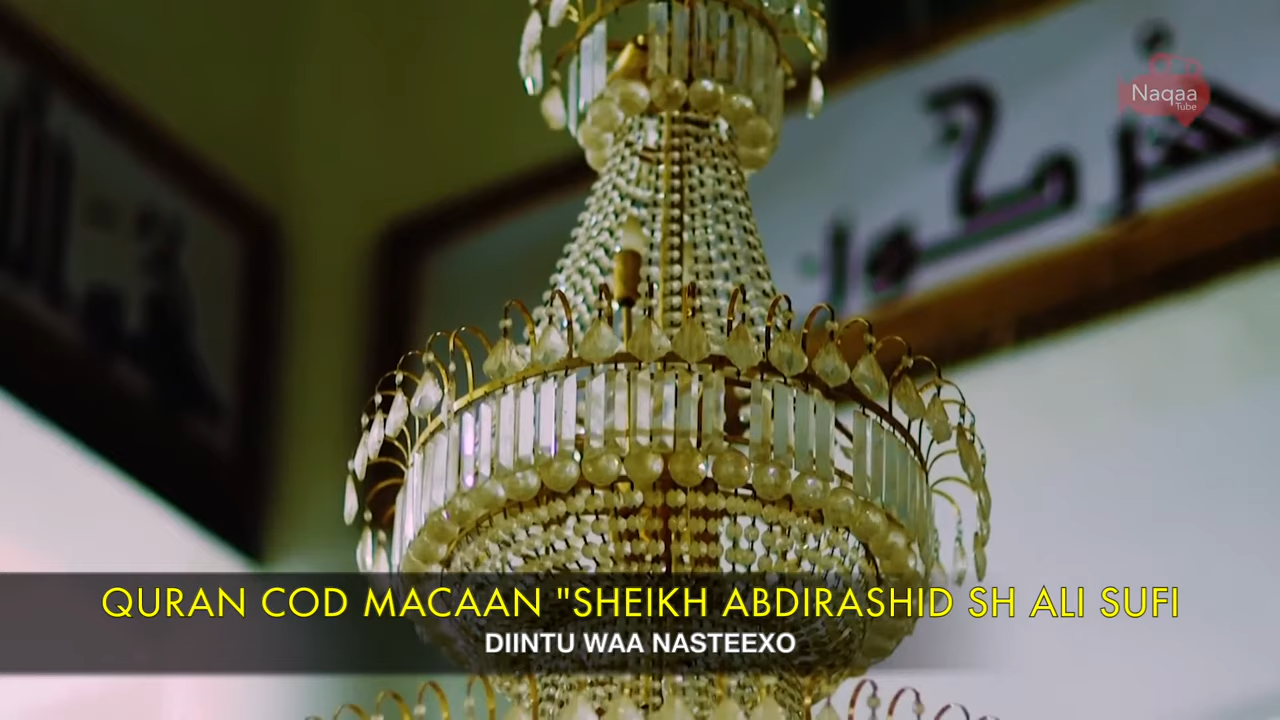 Naqaa
Tube
QURAN COD MACAAN "SHEIKH ABDIRASHID SH ALI SUFI
DIINTU WAA NASTEEXO